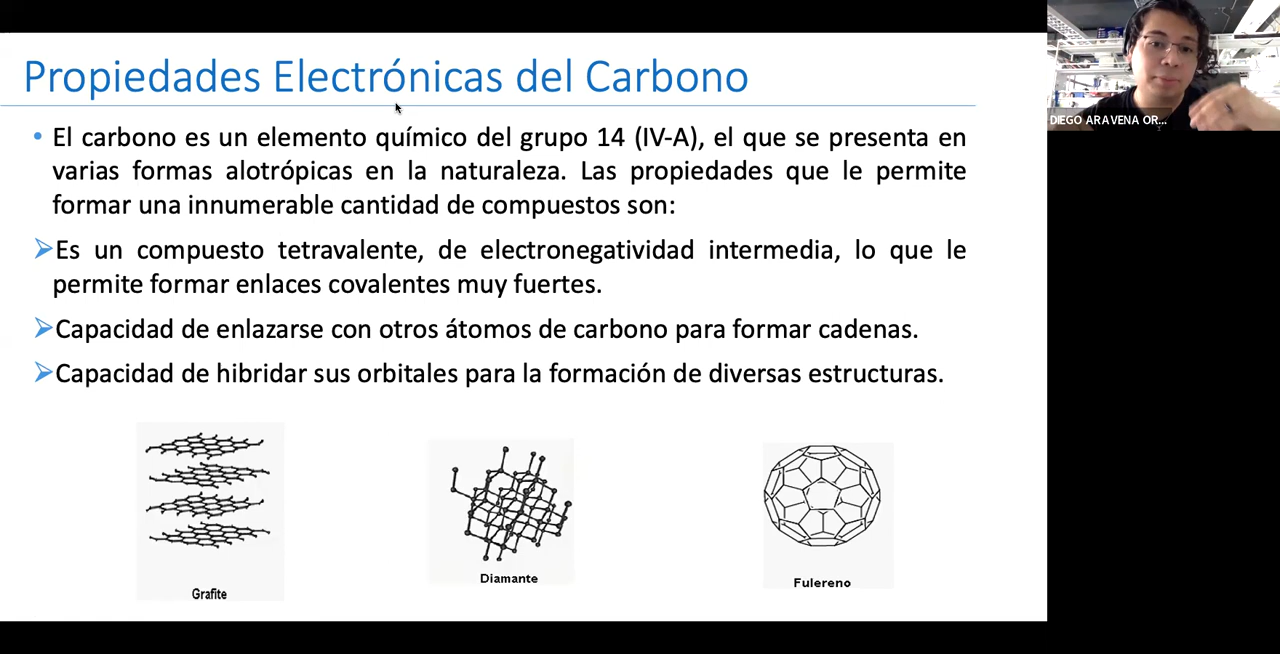 Propiedades Electrónicas del Carbono
• El carbono es un elemento químico del grupo 14 (IV-A), el que se presenta en
varias formas alotrópicas en la naturaleza. Las propiedades que le permite
formar una innumerable cantidad de compuestos son:
➢Es un compuesto tetravalente, de electronegatividad intermedia, lo que le
permite formar enlaces covalentes muy fuertes.
➢Capacidad de enlazarse con otros átomos de carbono para formar cadenas.
➢Capacidad de hibridar sus orbitales para la formación de diversas estructuras.
Grafite
Diamante
Fulereno
DIEGO ARAVENA OR...